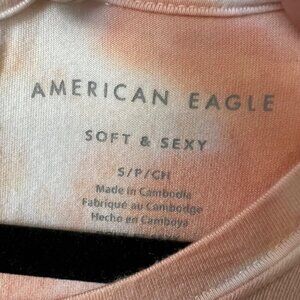 AMERICAN EAGLE
SOFT & SEXY
S/P/CH
Made in Cambodia
Fabriqué au Cambodge
Hecho en Camboya